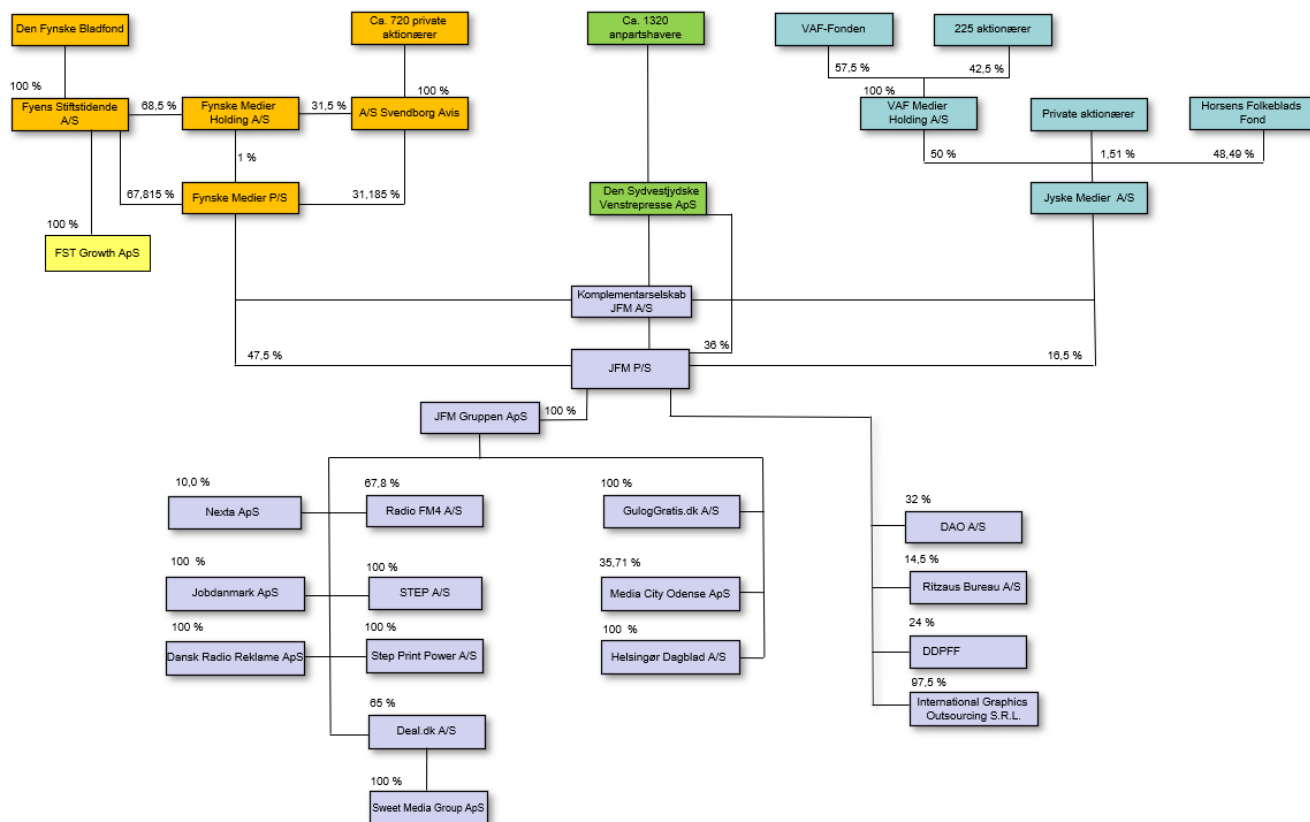 Den Fynske Bladfond
Ca. 720 private
aktionærer
Ca. 1320
anpartshavere
VAF-Fonden
225 aktionærer
57,5 %
42,5 %
100 %
100 %
100 %
Fyens Stiftstidende
A/S
68,5 %
Fynske Medier
Holding A/S
31,5 %
A/S Svendborg Avis
VAF Medier
Holding A/S
Private aktionærer
Horsens Folkeblads
Fond
1 %
50 %
1,51 %
48,49 %
67,815 %
Fynske Medier P/S
31,185 %
Den Sydvestjydske
Venstrepresse ApS
Jyske Medier A/S
100 %
FST Growth ApS
Komplementarselskab
JFM A/S
47,5 %
36 %
16,5 %
JFM P/S
JFM Gruppen ApS
100 %
10,0 %
67,8 %
100 %
Nexta ApS
Radio FM4 A/S
GulogGratis.dk A/S
32 %
DAO A/S
100 %
100 %
35,71 %
14,5 %
Jobdanmark ApS
STEP A/S
Media City Odense ApS
Ritzaus Bureau A/S
100 %
100 %
100 %
24 %
Dansk Radio Reklame ApS
Step Print Power A/S
Helsingør Dagblad A/S
DDPFF
97,5 %
International Graphics
Outsourcing S.R.L.
65 %
Deal.dk A/S
100 %
Sweet Media Group ApS